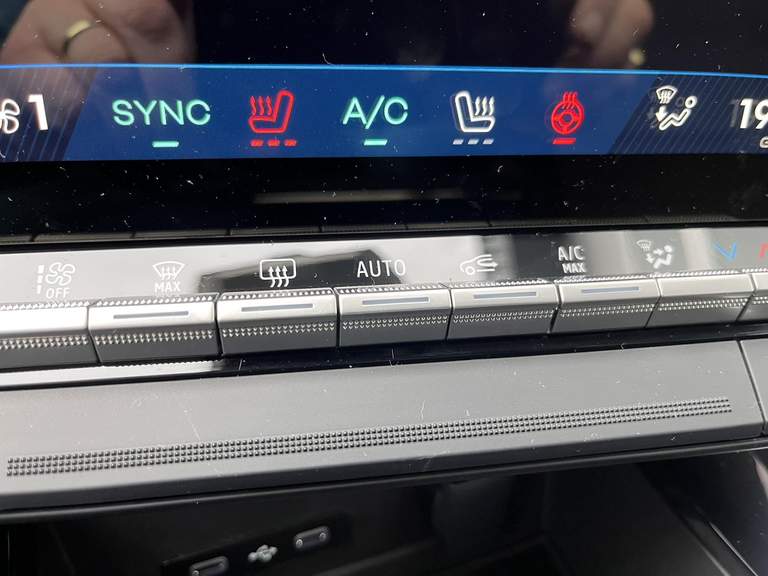 1 SYNC A/C 19
OFF
MAX
AUTO
A/C
MAX